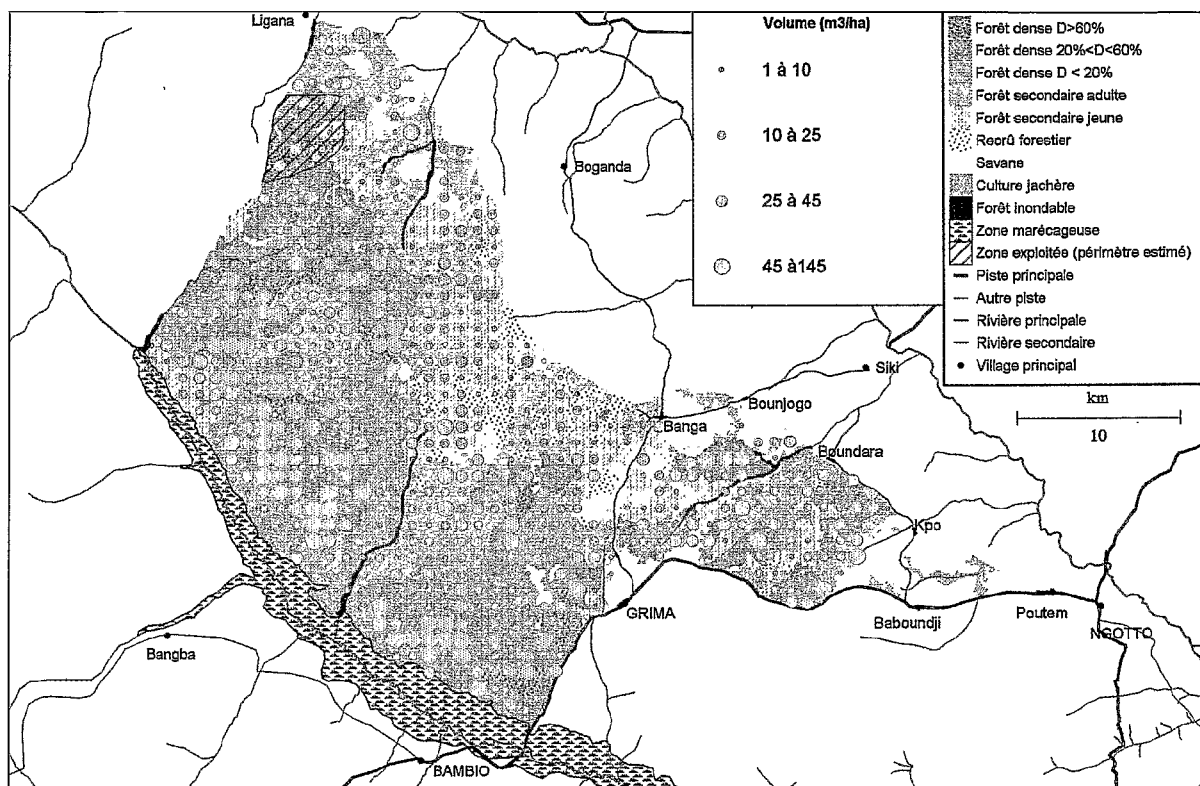 Volume (m3/ha)
1 à 10
10 à 25
25 à 45
45 à145
Forêt dense D>60%
Forêt dense 20%<D<60%
Forêt dense D < 20%
Forêt secondaire adulte
Forêt secondaire jeune
Recrû forestier
Savane
Culture jachère
Forêt inondable
Zone marécageuse
Zone exploitée (périmètre estimé)
Piste principale
Autre piste
Rivière principale
Rivière secondaire
Village principal
km
10
Ligana
Boganda
Siki
Bounjogo
Banga
Boundara
Kpo
GRIMA
Baboundji
Poutem
NGOTTO
Bangba
BAMBIO